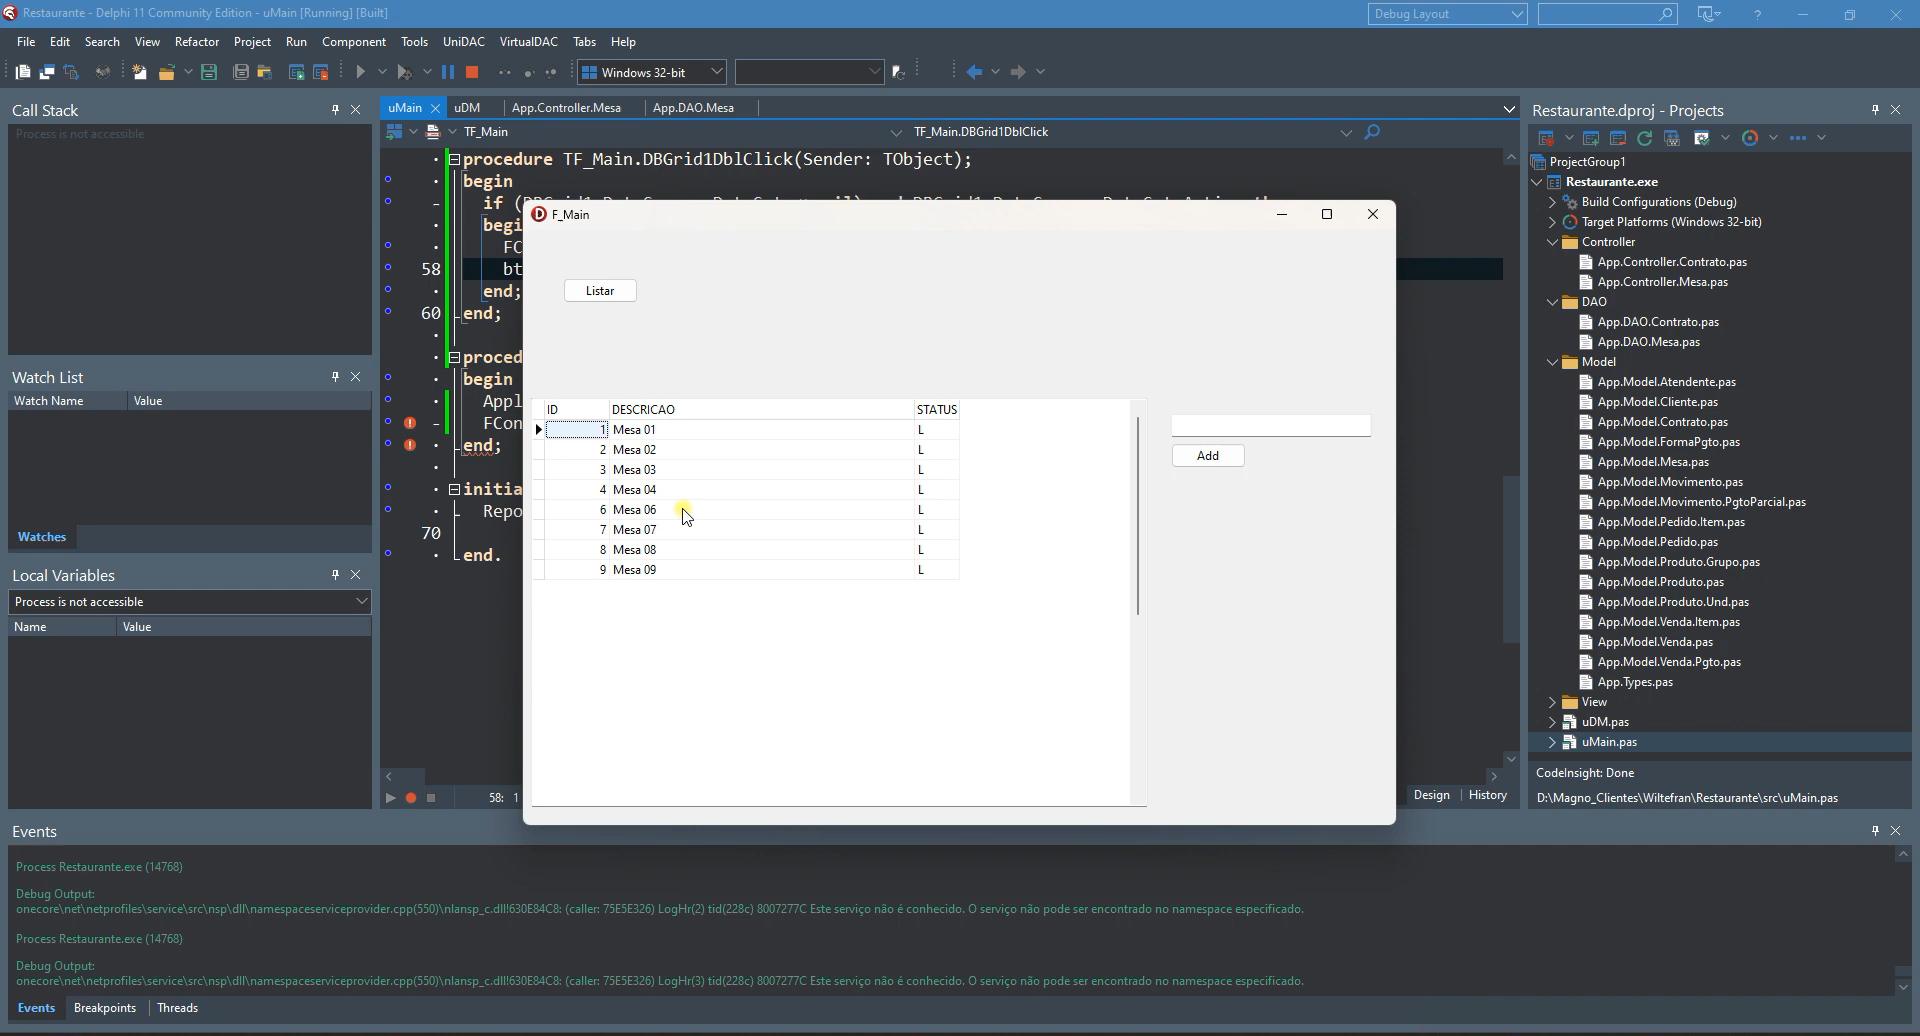 Restaurante - Delphi 11 Community Edition - uMain [Running] [Built]
Debug Layout
?
File Edit Search View Refactor Project Run Component Tools UniDAC VirtualDAC Tabs Help
Windows 32-bit
Call Stack
Process is not accessible
Watch List
Watch Name Value
Watches
Local Variables
Process is not accessible
Name Value
uMain uDM App.Controller.Mesa App.DAO.Mesa
TF_Main TF_Main.DBGrid1DblClick
procedure TF_Main.DBGrid1DblClick(Sender: TObject);
begin
if
begi
FC
58 bt
end;
60 end;
proced
begin
Appl
FCon
end;
initia
Repo
70
end.
58: 1
Design History
F_Main
Listar
ID DESCRICAO STATUS
1 Mesa 01 L
2 Mesa 02 L
3 Mesa 03 L
4 Mesa 04 L
6 Mesa 06 L
7 Mesa 07 L
8 Mesa 08 L
9 Mesa 09 L
Add
Restaurante.dproj - Projects
ProjectGroup1
Restaurante.exe
Build Configurations (Debug)
Target Platforms (Windows 32-bit)
Controller
App.Controller.Contrato.pas
App.Controller.Mesa.pas
DAO
App.DAO.Contrato.pas
App.DAO.Mesa.pas
Model
App.Model.Atendente.pas
App.Model.Cliente.pas
App.Model.Contrato.pas
App.Model.FormaPgto.pas
App.Model.Mesa.pas
App.Model.Movimento.pas
App.Model.Movimento.PgtoParcial.pas
App.Model.Pedido.Item.pas
App.Model.Pedido.pas
App.Model.Produto.Grupo.pas
App.Model.Produto.pas
App.Model.Produto.Und.pas
App.Model.Venda.Item.pas
App.Model.Venda.pas
App.Model.Venda.Pgto.pas
App.Types.pas
View
uDM.pas
uMain.pas
CodeInsight: Done
D:\Magno_Clientes\Wiltefran\Restaurante\src\uMain.pas
Events
Process Restaurante.exe (14768)
Debug Output:
onecore\net\netprofiles\service\src\nsp\dll\namespaceserviceprovider.cpp(550)\nlansp_c.dll!630E84C8: (caller: 75E5E326) LogHr(2) tid(228c) 8007277C Este serviço não é conhecido. O serviço não pode ser encontrado no namespace especificado.
Process Restaurante.exe (14768)
Debug Output:
onecore\net\netprofiles\service\src\nsp\dll\namespaceserviceprovider.cpp(550)\nlansp_c.dll!630E84C8: (caller: 75E5E326) LogHr(3) tid(228c) 8007277C Este serviço não é conhecido. O serviço não pode ser encontrado no namespace especificado.
Events Breakpoints Threads